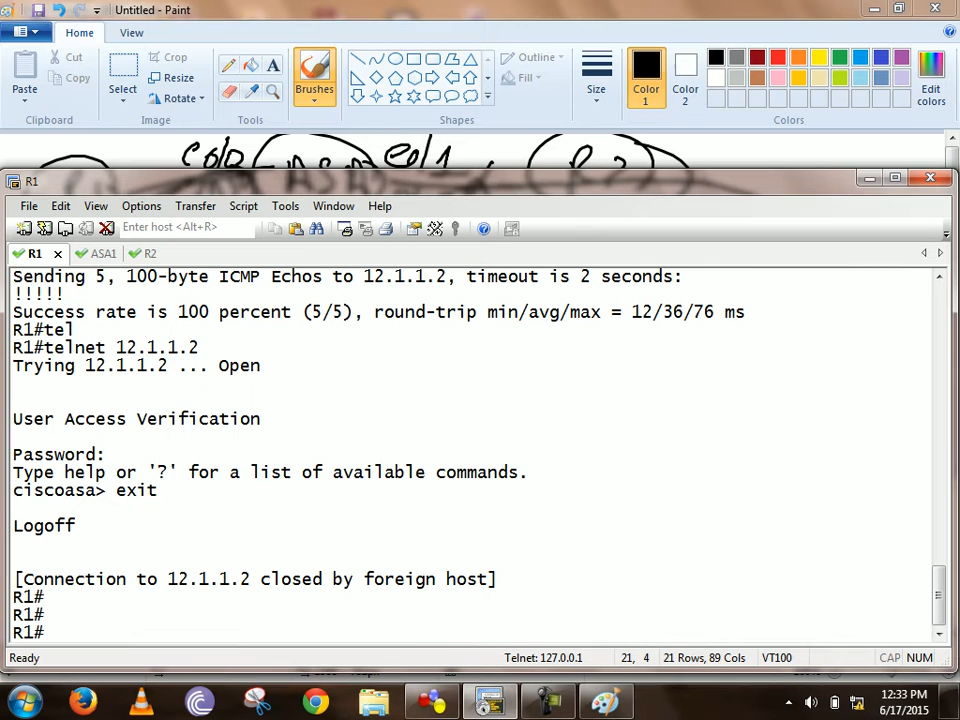 Untitled - Paint
Home View
Cut
Copy
Paste
Clipboard
Select
Crop
Resize
Rotate
Image
A
Tools
Brushes
Outline
Fill
Shapes
Size
Color 1
Color 2
Edit colors
Colors
R1
File Edit View Options Transfer Script Tools Window Help
Enter host <Alt+R>
R1 ASA1 R2
Sending 5, 100-byte ICMP Echos to 12.1.1.2, timeout is 2 seconds:
!!!!!
Success rate is 100 percent (5/5), round-trip min/avg/max = 12/36/76 ms
R1#tel
R1#telnet 12.1.1.2
Trying 12.1.1.2 ... Open
User Access Verification
Password:
Type help or '?' for a list of available commands.
ciscoasa> exit
Logoff
[Connection to 12.1.1.2 closed by foreign host]
R1#
R1#
R1#
Ready Telnet: 127.0.0.1 21, 4 21 Rows, 89 Cols VT100 CAP NUM
12:33 PM
6/17/2015